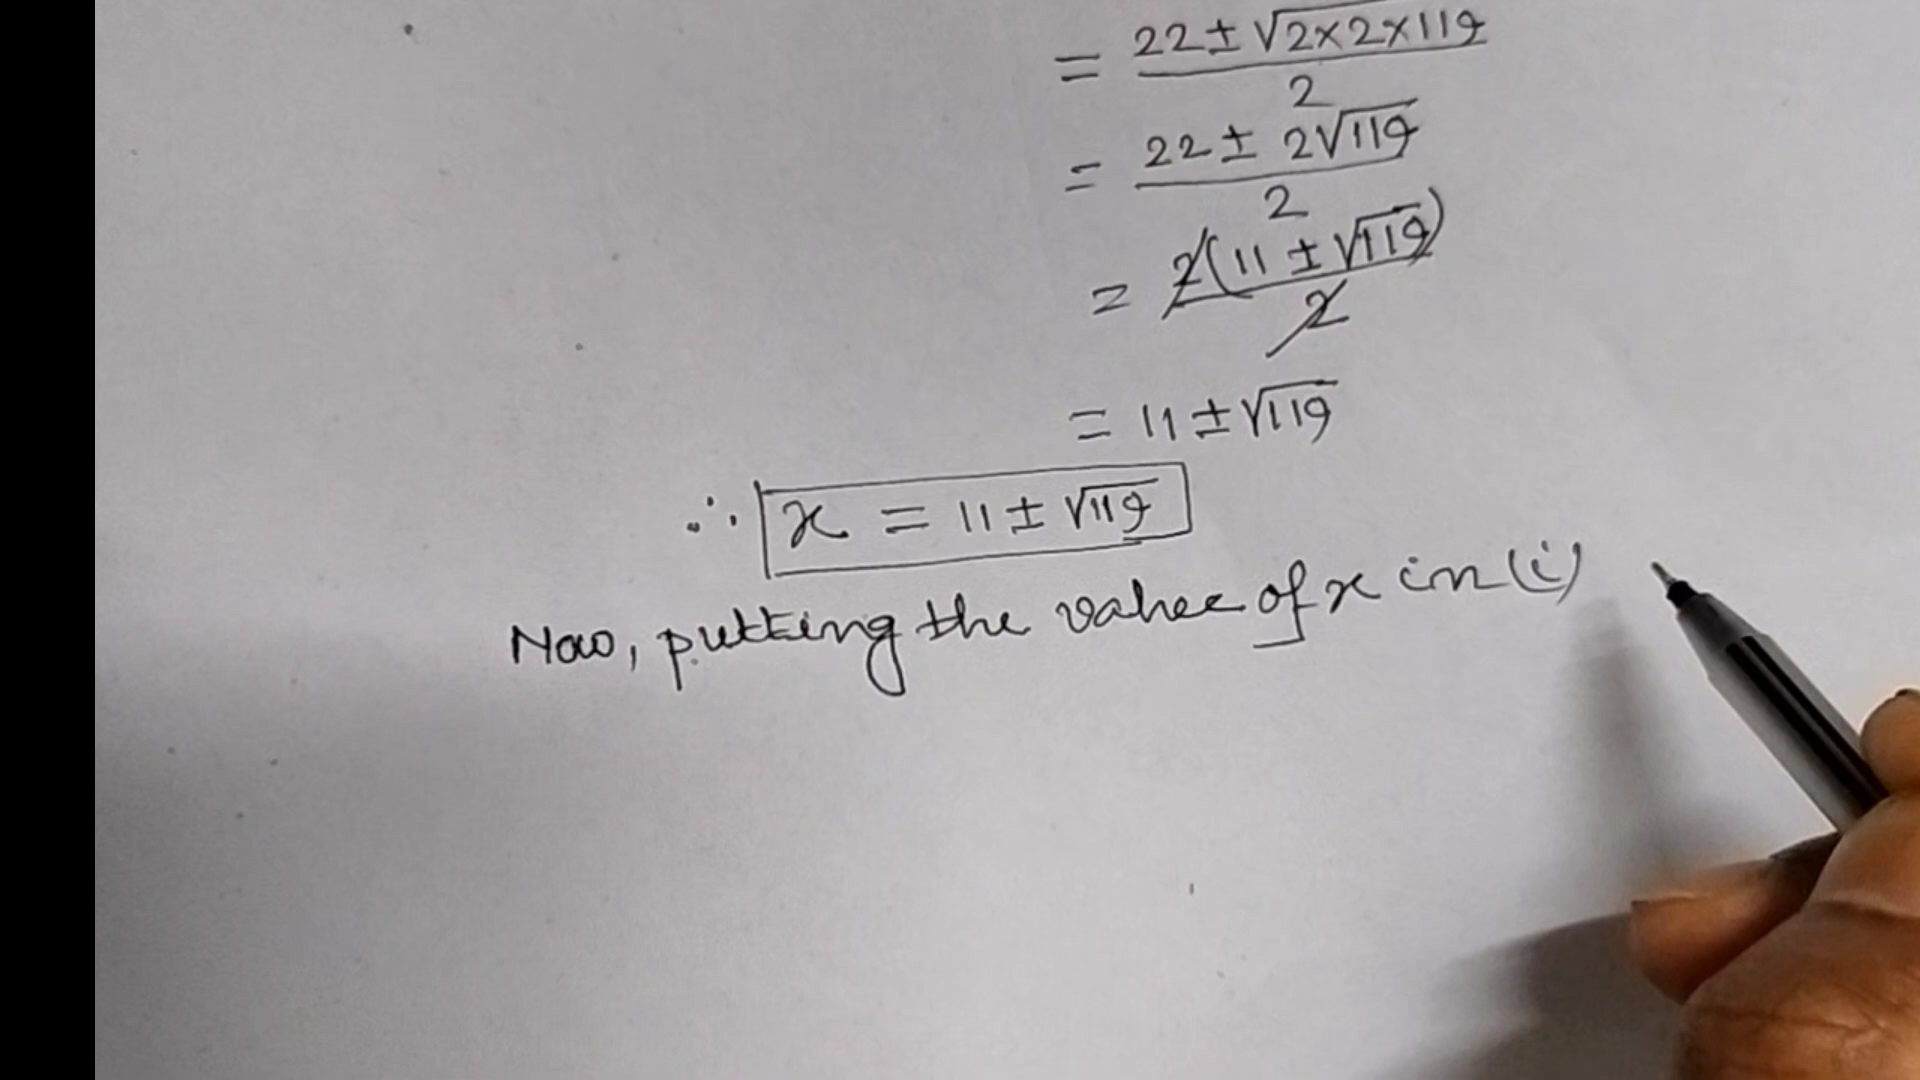 = 22 ± √2×2×119 / 2
= 22 ± 2√119 / 2
= 2(11 ± √119) / 2
= 11 ± √119
∴ x = 11 ± √119
Now, putting the value of x in (i)